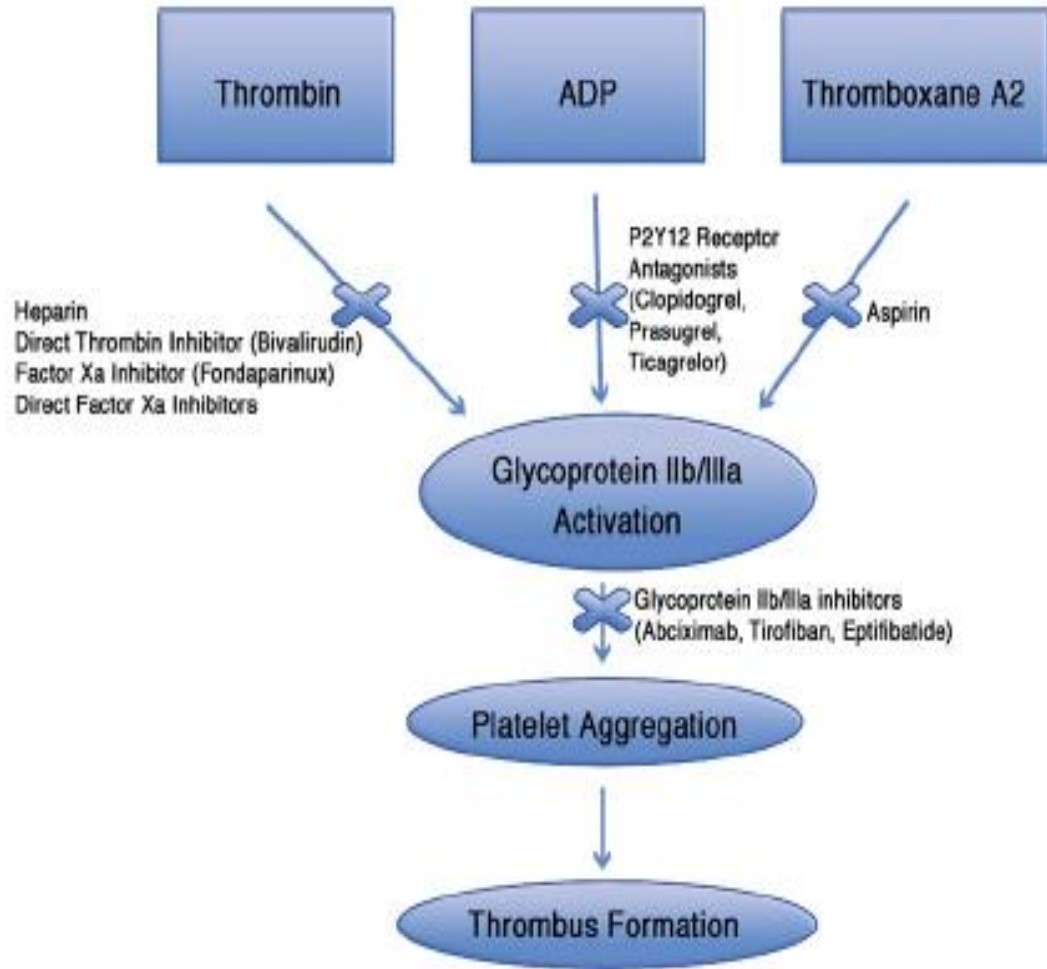 Thrombin
ADP
Thromboxane A2
Heparin
Direct Thrombin Inhibitor (Bivalirudin)
Factor Xa Inhibitor (Fondaparinux)
Direct Factor Xa Inhibitors
P2Y12 Receptor
Antagonists
(Clopidogrel,
Prasugrel,
Ticagrelor)
Aspirin
Glycoprotein IIb/IIIa
Activation
Glycoprotein IIb/IIIa inhibitors
(Abciximab, Tirofiban, Eptifibatide)
Platelet Aggregation
Thrombus Formation